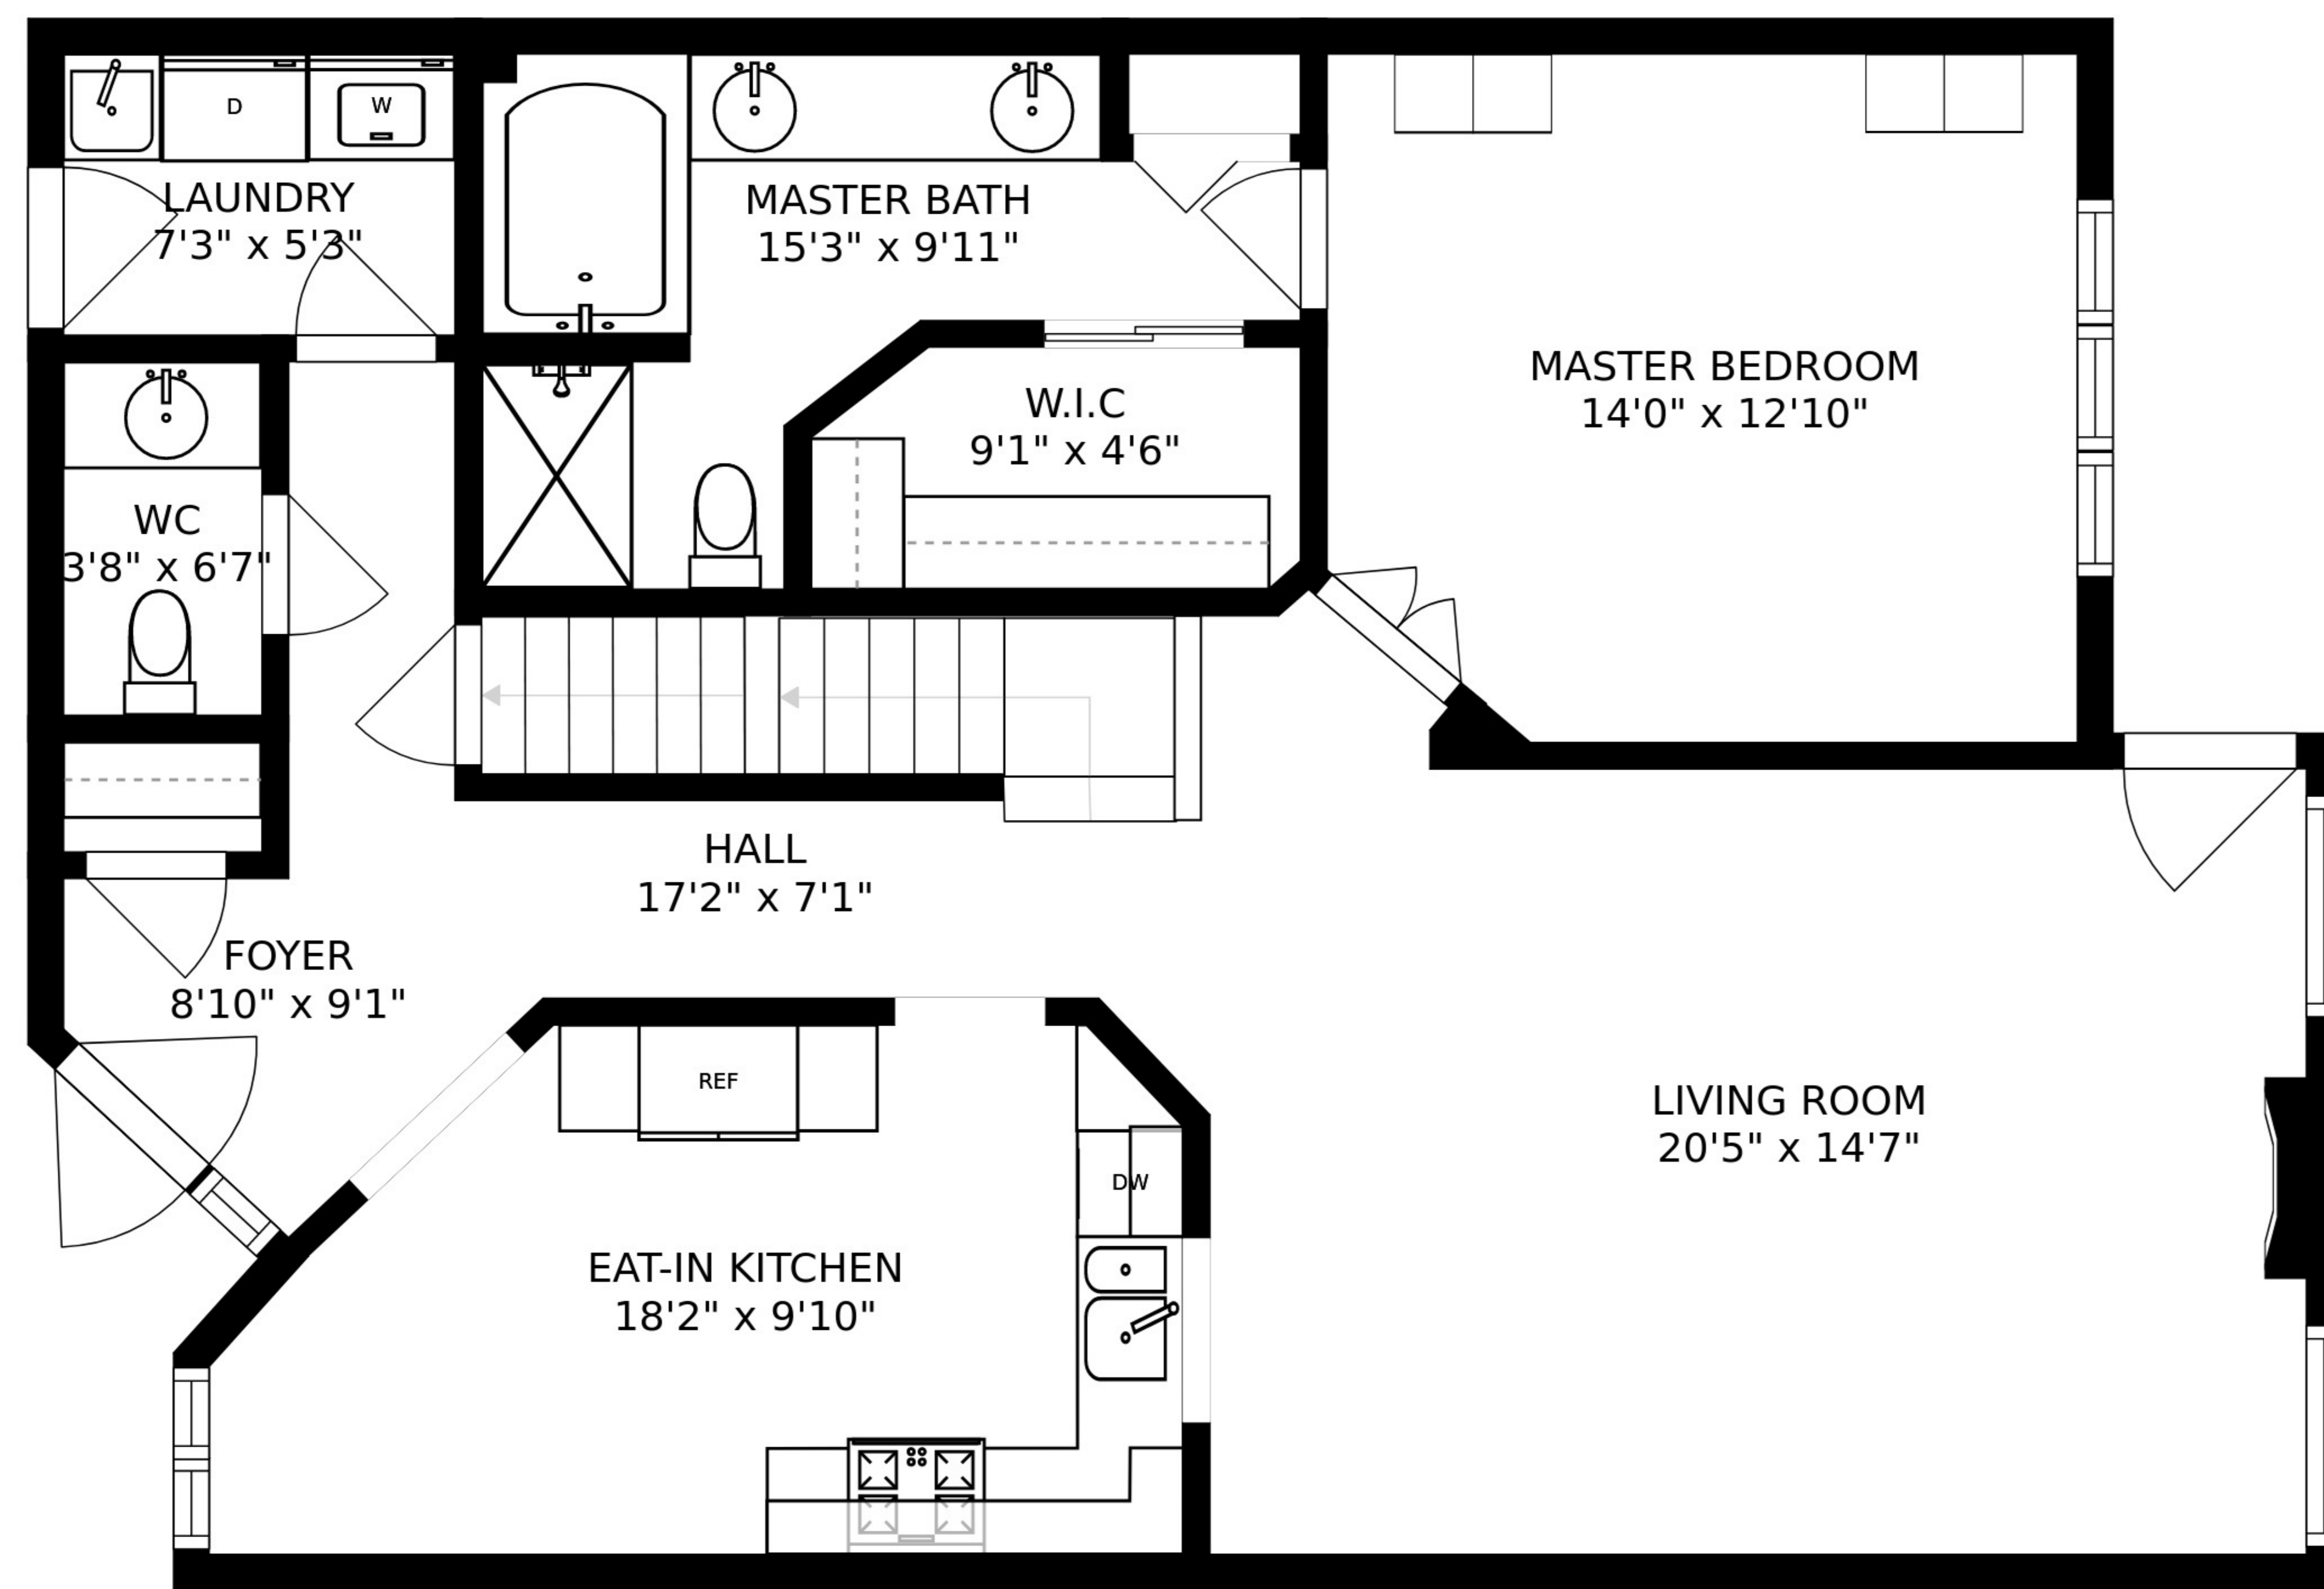 D
W
LAUNDRY
7'3" x 5'3"
MASTER BATH
15'3" x 9'11"
MASTER BEDROOM
14'0" x 12'10"
W.I.C
9'1" x 4'6"
WC
3'8" x 6'7"
HALL
17'2" x 7'1"
FOYER
8'10" x 9'1"
REF
LIVING ROOM
20'5" x 14'7"
DW
EAT-IN KITCHEN
18'2" x 9'10"